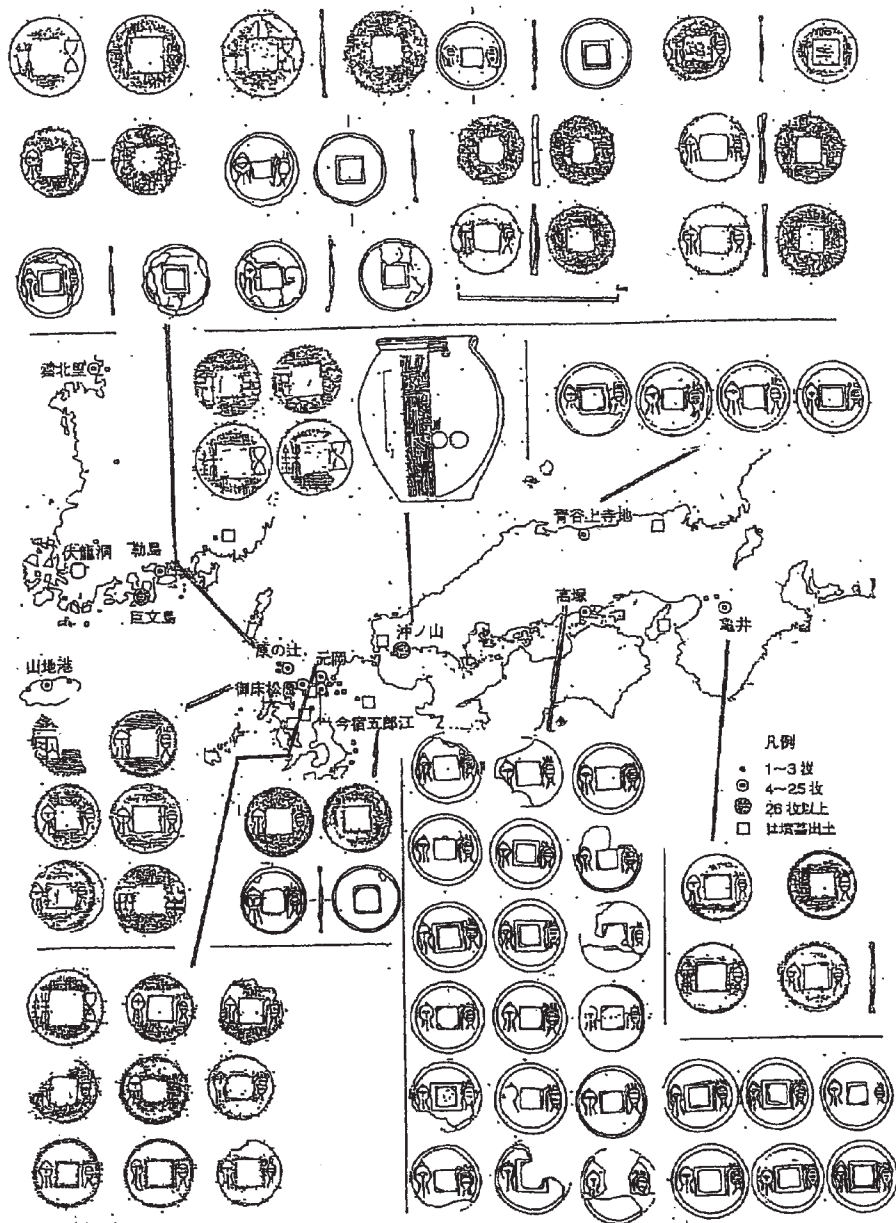 雲北里
青谷上寺地
伏龍洞
勒島
高塚
巨文島
亀井
沖ノ山
原の辻
元岡
山地港
御床松原
今宿五郎江
凡例
1〜3枚
4〜25枚
26枚以上
は墳墓出土